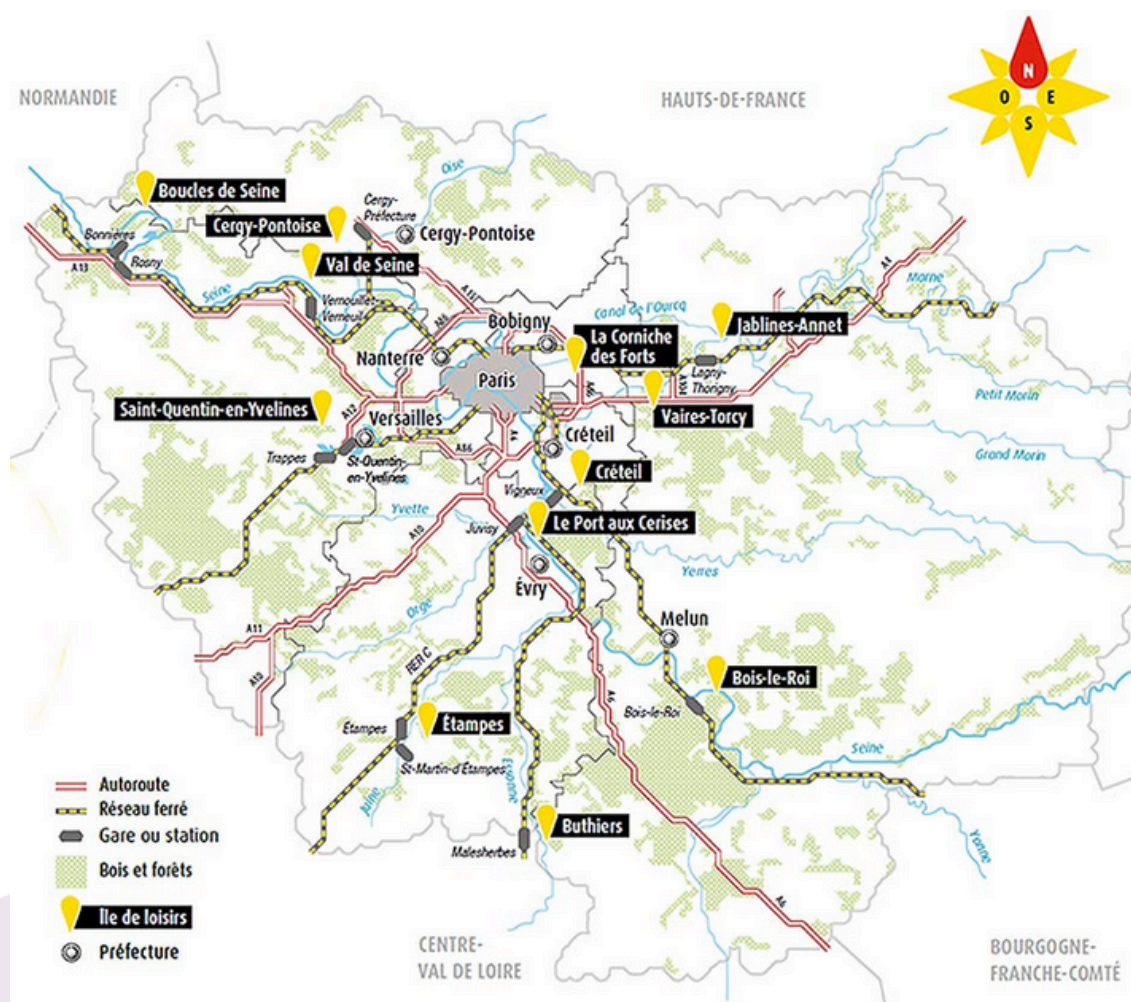 NORMANDIE
HAUTS-DE-FRANCE
N
O
E
S
Oise
Boucles de Seine
Cergy-Pontoise
Cergy-
Préfecture
Cergy-Pontoise
Bonnières
Rosny
A13
Seine
Val de Seine
Vernouillet-
Verneuil
A15
A86
Nanterre
Bobigny
Canal de l'Ourcq
La Corniche
des Forts
Jablines-Annet
A4
Marne
Paris
Lagny-
Thorigny
A104
Vaires-Torcy
Petit Morin
Grand Morin
Saint-Quentin-en-Yvelines
A12
Versailles
Trappes
St-Quentin-
en-Yvelines
A86
Créteil
Créteil
Vigneux
Yvette
A10
Juvisy
Le Port aux Cerises
Évry
Yerres
Orge
A11
A10
RER C
Melun
Bois-le-Roi
Bois-le-Roi
A6
Étampes
Étampes
St-Martin-d'Étampes
Juine
Essonne
Seine
Yonne
Buthiers
Malesherbes
A6
Autoroute
Réseau ferré
Gare ou station
Bois et forêts
Île de loisirs
Préfecture
CENTRE-
VAL DE LOIRE
BOURGOGNE-
FRANCHE-COMTÉ